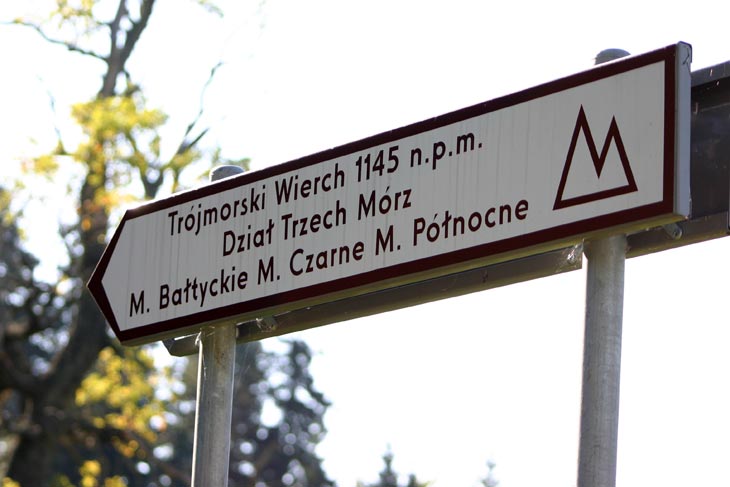 Trójmorski Wierch 1145 n.p.m.
Dział Trzech Mórz
M. Bałtyckie M. Czarne M. Północne